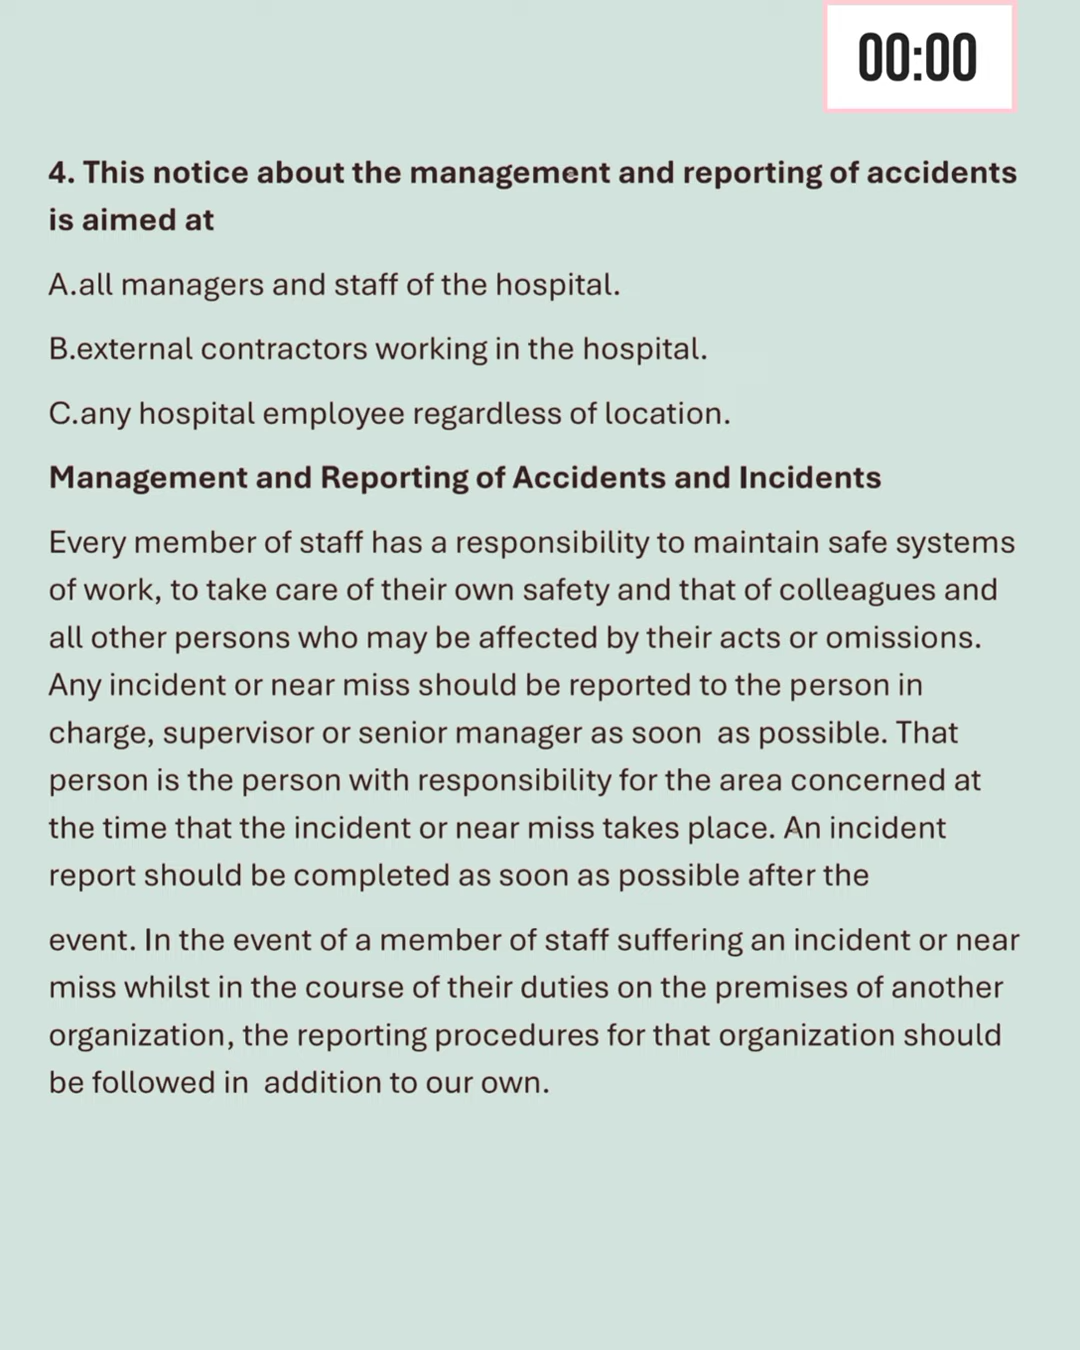 00:00
4. This notice about the management and reporting of accidents
is aimed at
A.all managers and staff of the hospital.
B.external contractors working in the hospital.
C.any hospital employee regardless of location.
Management and Reporting of Accidents and Incidents
Every member of staff has a responsibility to maintain safe systems
of work, to take care of their own safety and that of colleagues and
all other persons who may be affected by their acts or omissions.
Any incident or near miss should be reported to the person in
charge, supervisor or senior manager as soon  as possible. That
person is the person with responsibility for the area concerned at
the time that the incident or near miss takes place. An incident
report should be completed as soon as possible after the
event. In the event of a member of staff suffering an incident or near
miss whilst in the course of their duties on the premises of another
organization, the reporting procedures for that organization should
be followed in  addition to our own.